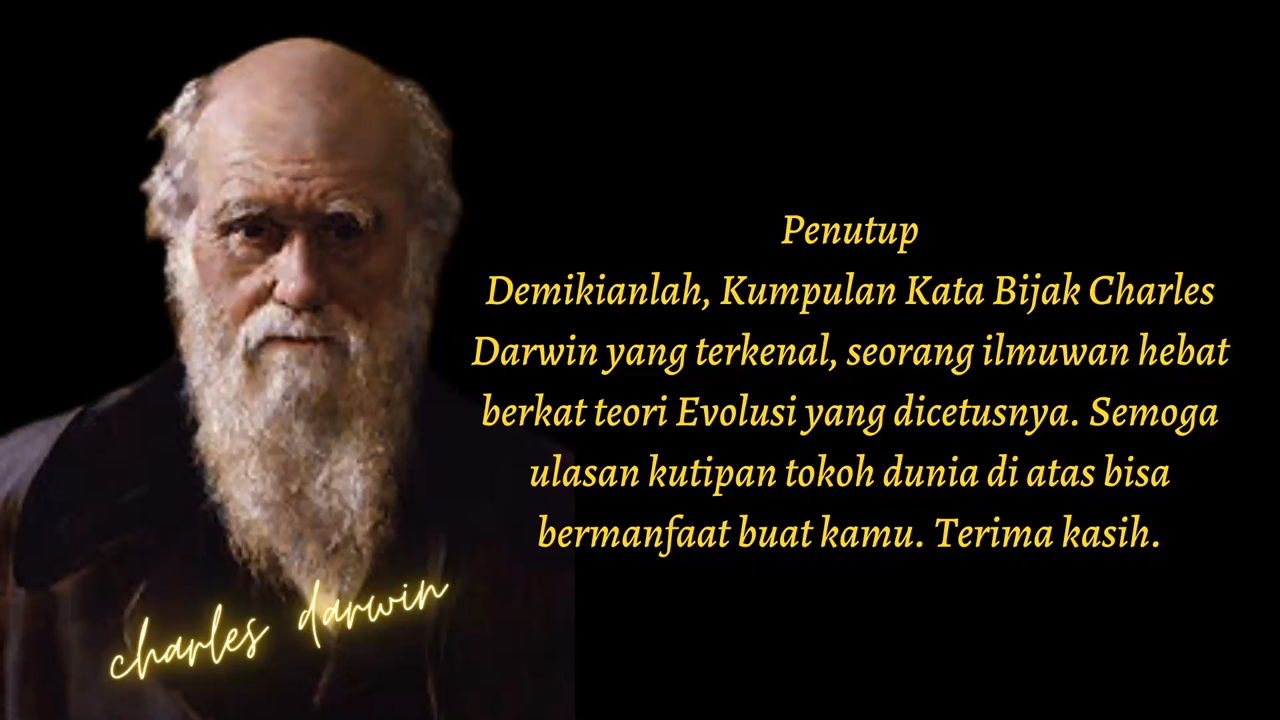 Penutup
Demikianlah, Kumpulan Kata Bijak Charles
Darwin yang terkenal, seorang ilmuwan hebat
berkat teori Evolusi yang dicetusnya. Semoga
ulasan kutipan tokoh dunia di atas bisa
bermanfaat buat kamu. Terima kasih.
charles darwin